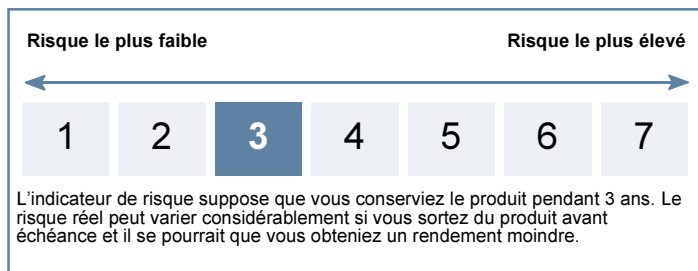 Risque le plus faible Risque le plus élevé
1 2 3 4 5 6 7
L'indicateur de risque suppose que vous conserviez le produit pendant 3 ans. Le
risque réel peut varier considérablement si vous sortez du produit avant
échéance et il se pourrait que vous obteniez un rendement moindre.